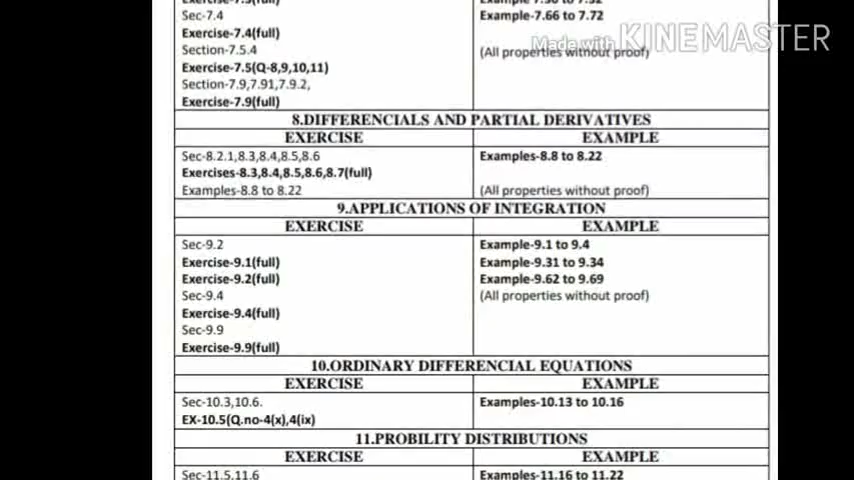 Exercise-7.3(full)
Sec-7.4
Example-7.66 to 7.72
Exercise-7.4(full)
Made with KINEMASTER
Section-7.5.4
(All properties without proof)
Exercise-7.5(Q-8,9,10,11)
Section-7.9,7.91,7.9.2,
Exercise-7.9(full)
8.DIFFERENCIALS AND PARTIAL DERIVATIVES
EXERCISE
EXAMPLE
Sec-8.2.1,8.3,8.4,8.5,8.6
Examples-8.8 to 8.22
Exercises-8.3,8.4,8.5,8.6,8.7(full)
Examples-8.8 to 8.22
(All properties without proof)
9.APPLICATIONS OF INTEGRATION
EXERCISE
EXAMPLE
Sec-9.2
Example-9.1 to 9.4
Exercise-9.1(full)
Example-9.31 to 9.34
Exercise-9.2(full)
Example-9.62 to 9.69
Sec-9.4
(All properties without proof)
Exercise-9.4(full)
Sec-9.9
Exercise-9.9(full)
10.ORDINARY DIFFERENCIAL EQUATIONS
EXERCISE
EXAMPLE
Sec-10.3,10.6.
Examples-10.13 to 10.16
EX-10.5(Q.no-4(x),4(ix)
11.PROBILITY DISTRIBUTIONS
EXERCISE
EXAMPLE
Sec-11.5,11.6
Examples-11.16 to 11.22